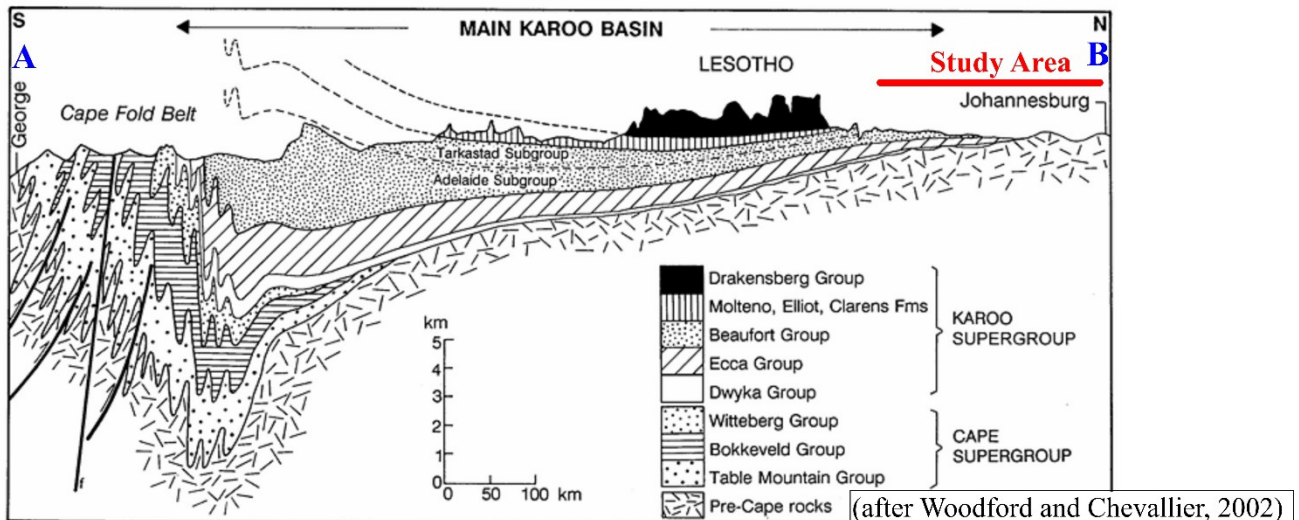 S
MAIN KAROO BASIN
N
A
B
LESOTHO
Study Area
George
Johannesburg
Cape Fold Belt
Tarkastad Subgroup
Adelaide Subgroup
Drakensberg Group
Molteno, Elliot, Clarens Fms
Beaufort Group
Ecca Group
Dwyka Group
KAROO
SUPERGROUP
Witteberg Group
Bokkeveld Group
Table Mountain Group
CAPE
SUPERGROUP
Pre-Cape rocks
km
5
4
3
2
1
0
0 50 100 km
f
(after Woodford and Chevallier, 2002)